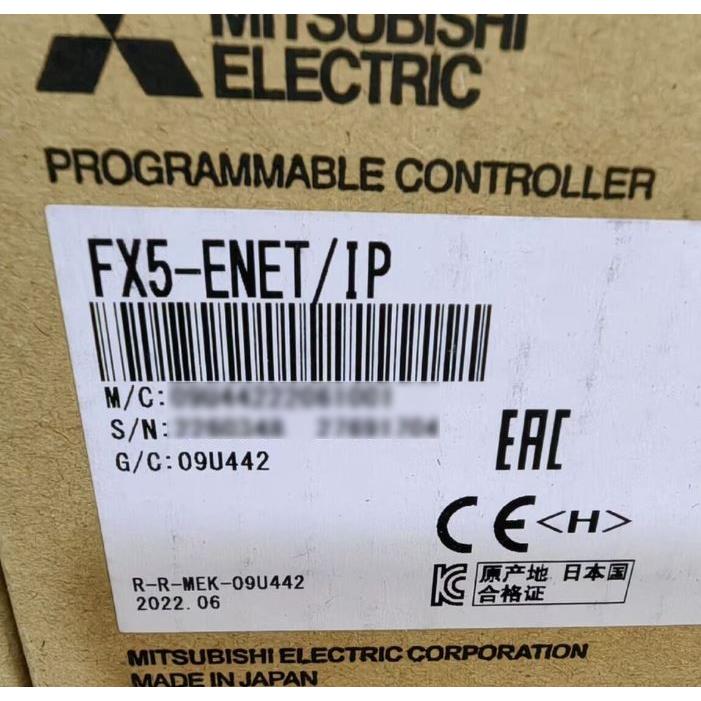 MITSUBISHI
ELECTRIC
PROGRAMMABLE CONTROLLER
FX5-ENET/IP
M/C:
S/N:
G/C:09U442
EAC
CE <H>
KC 原产地 日本国
合格证
R-R-MEK-09U442
2022.06
MITSUBISHI ELECTRIC CORPORATION
MADE IN JAPAN